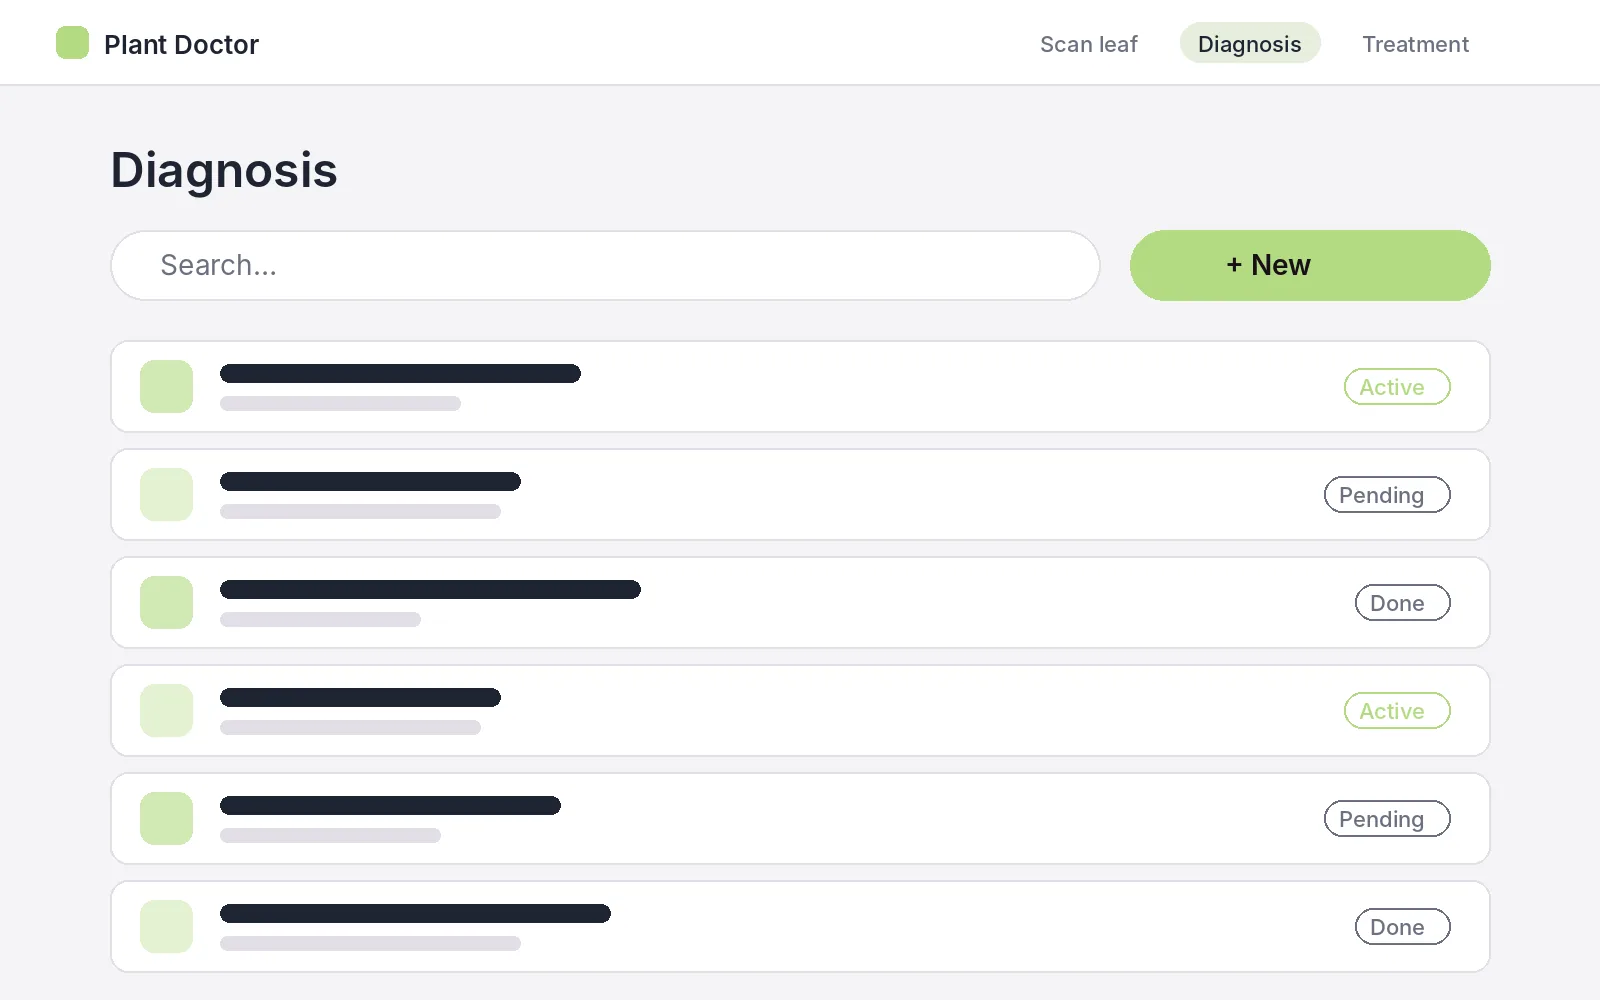 Plant Doctor
Scan leaf
Diagnosis
Treatment
Diagnosis
Search...
+ New
Active
Pending
Done
Active
Pending
Done